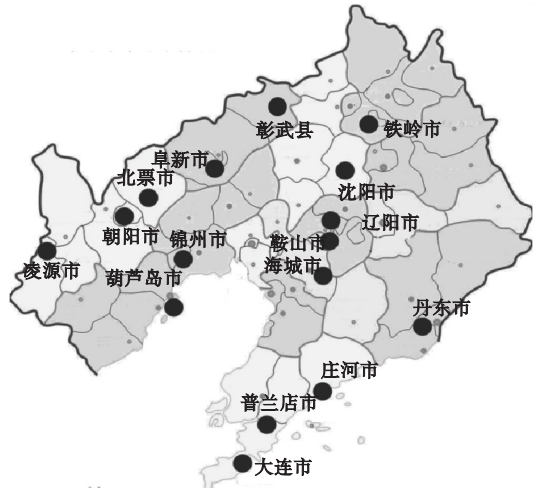 彰武县
铁岭市
阜新市
北票市
沈阳市
朝阳市
锦州市
鞍山市
辽阳市
凌源市
葫芦岛市
海城市
丹东市
庄河市
普兰店市
大连市